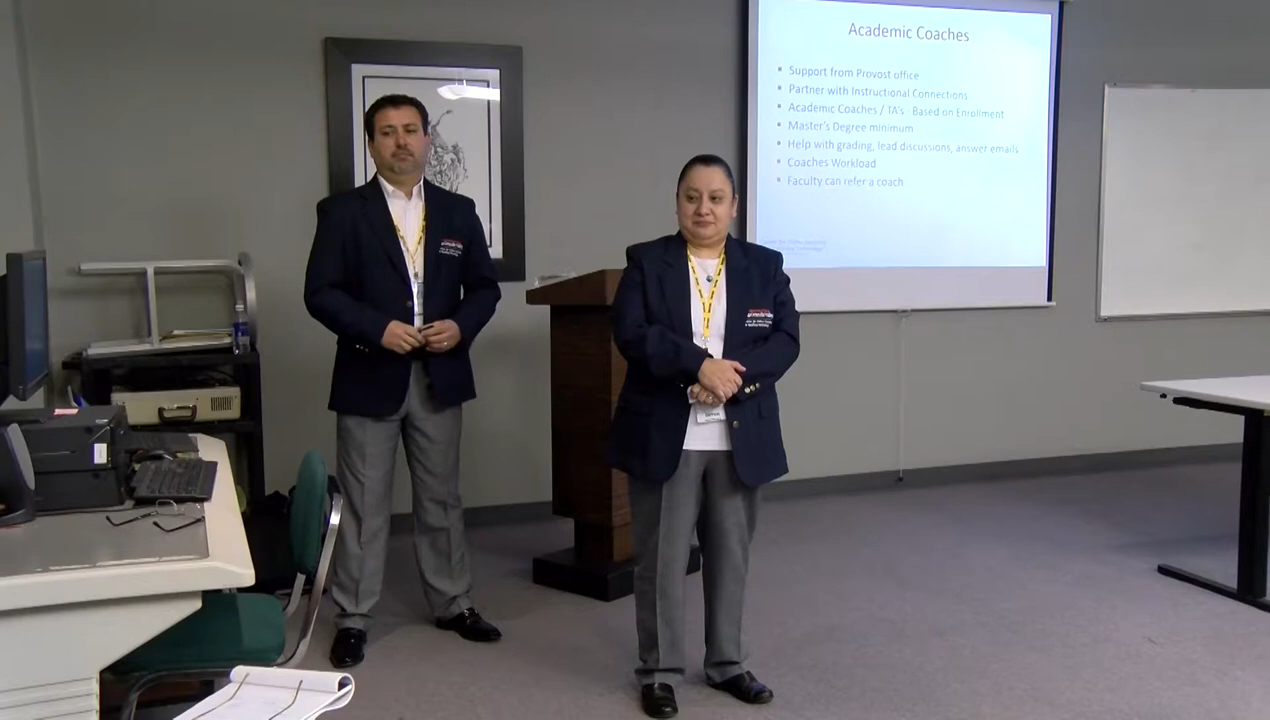 Academic Coaches
Support from Provost office
Partner with Instructional Connections
Academic Coaches / TA's - Based on Enrollment
Master's Degree minimum
Help with grading, lead discussions, answer emails
Coaches Workload
Faculty can refer a coach